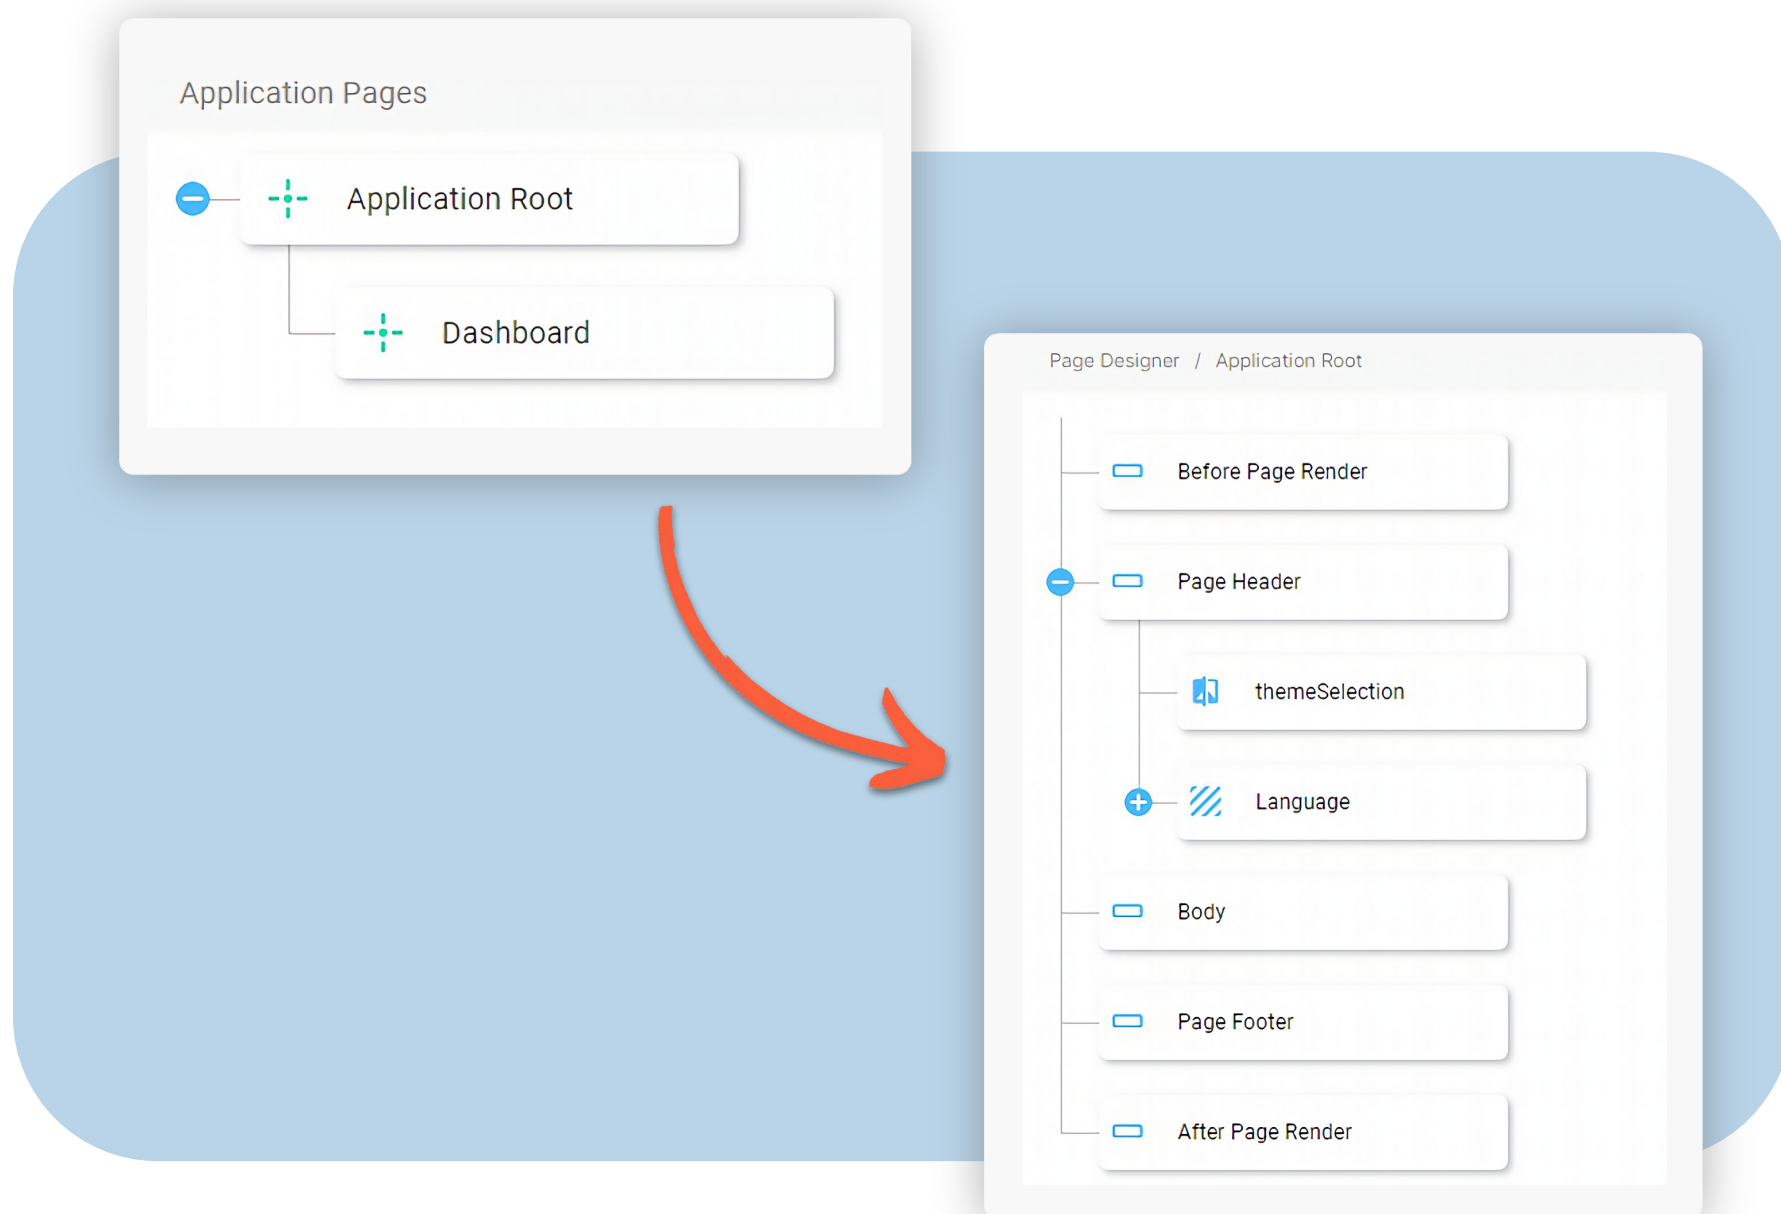 Application Pages
Application Root
Dashboard
Page Designer / Application Root
Before Page Render
Page Header
themeSelection
Language
Body
Page Footer
After Page Render